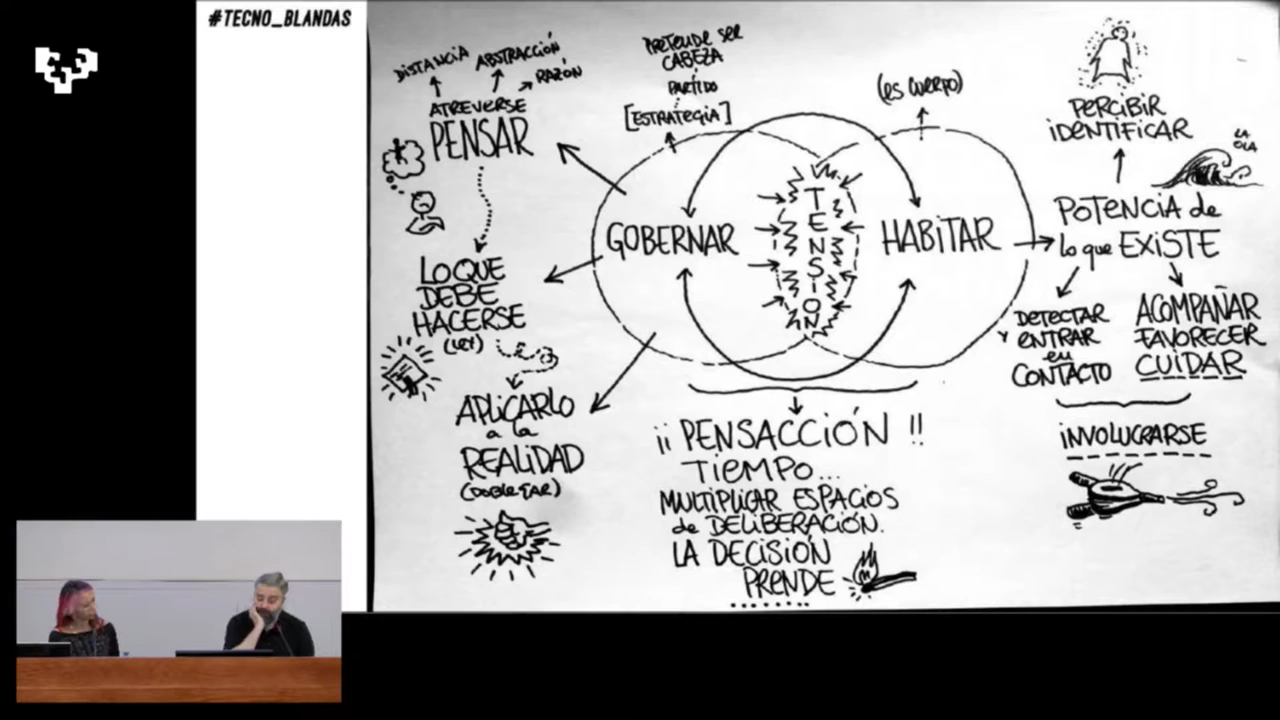 #TECNO_BLANDAS
DISTANCIA
ABSTRACCIÓN
RAZÓN
ATREVERSE
PENSAR
LO QUE
DEBE
HACERSE
(LEY)
APLICARLO
a la
REALIDAD
(DOBLEGAR)
PRETENDE SER
CABEZA
PARTIDO
[ESTRATEGIA]
GOBERNAR
TENSION
(es cuerpo)
HABITAR
¡¡ PENSACCIÓN !!
TIEMPO...
MULTIPLICAR ESPACIOS
de DELIBERACIÓN.
LA DECISIÓN
PRENDE
PERCIBIR
IDENTIFICAR
LA
OLA
POTENCIA de
lo que EXISTE
DETECTAR
Y ENTRAR
en
CONTACTO
ACOMPAÑAR
FAVORECER
CUIDAR
INVOLUCRARSE